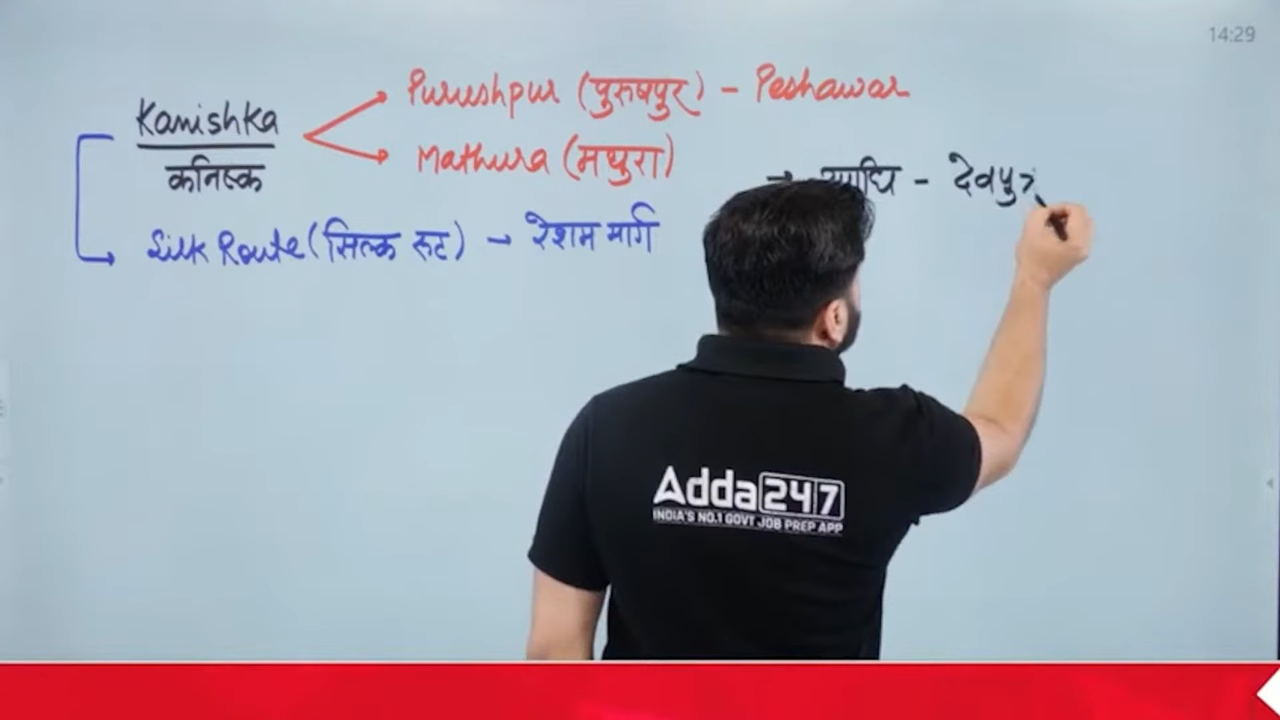 14:29
Purushpur (पुरुषपुर) - Peshawar
Kanishka
कनिष्क
Mathura (मथुरा)
→ उपाधि - देवपुत्र
Silk Route (सिल्क रूट) → रेशम मार्ग
Adda247
INDIA'S NO.1 GOVT JOB PREP APP